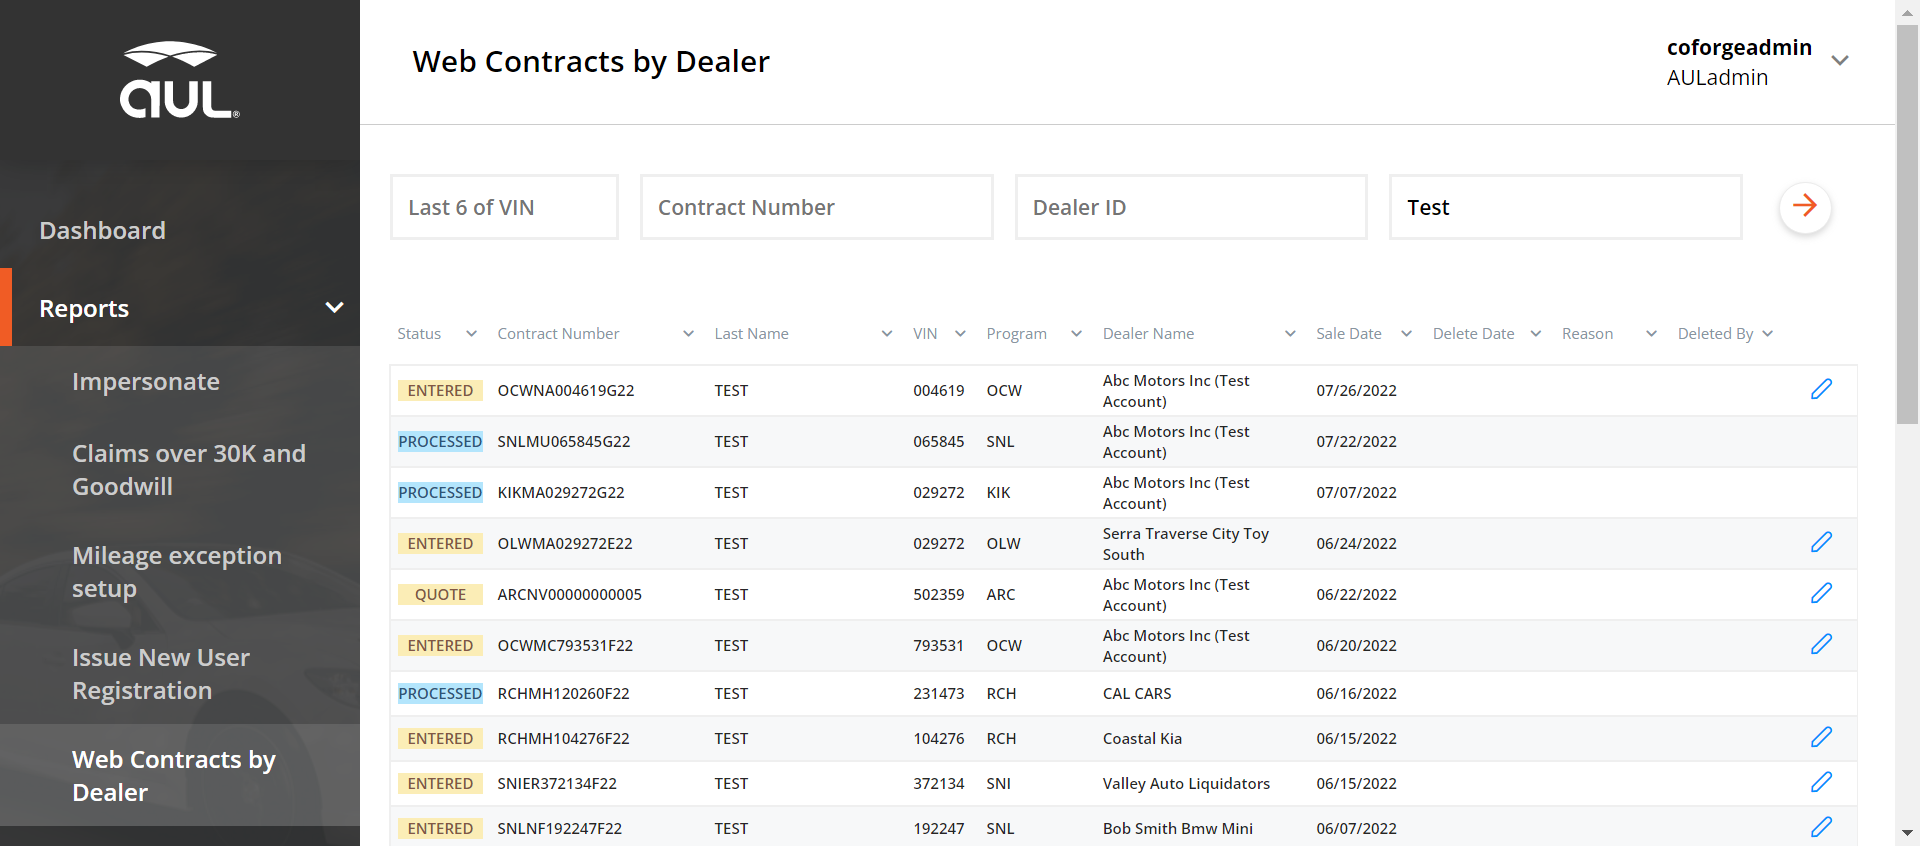 aUL®
Dashboard
Reports
Impersonate
Claims over 30K and
Goodwill
Mileage exception
setup
Issue New User
Registration
Web Contracts by
Dealer
Web Contracts by Dealer
coforgeadmin
AULadmin
Last 6 of VIN Contract Number Dealer ID Test
Status Contract Number Last Name VIN Program Dealer Name Sale Date Delete Date Reason Deleted By
ENTERED OCWNA004619G22 TEST 004619 OCW Abc Motors Inc (Test Account) 07/26/2022
PROCESSED SNLMU065845G22 TEST 065845 SNL Abc Motors Inc (Test Account) 07/22/2022
PROCESSED KIKMA029272G22 TEST 029272 KIK Abc Motors Inc (Test Account) 07/07/2022
ENTERED OLWMA029272E22 TEST 029272 OLW Serra Traverse City Toy South 06/24/2022
QUOTE ARCNV00000000005 TEST 502359 ARC Abc Motors Inc (Test Account) 06/22/2022
ENTERED OCWMC793531F22 TEST 793531 OCW Abc Motors Inc (Test Account) 06/20/2022
PROCESSED RCHMH120260F22 TEST 231473 RCH CAL CARS 06/16/2022
ENTERED RCHMH104276F22 TEST 104276 RCH Coastal Kia 06/15/2022
ENTERED SNIER372134F22 TEST 372134 SNI Valley Auto Liquidators 06/15/2022
ENTERED SNLNF192247F22 TEST 192247 SNL Bob Smith Bmw Mini 06/07/2022